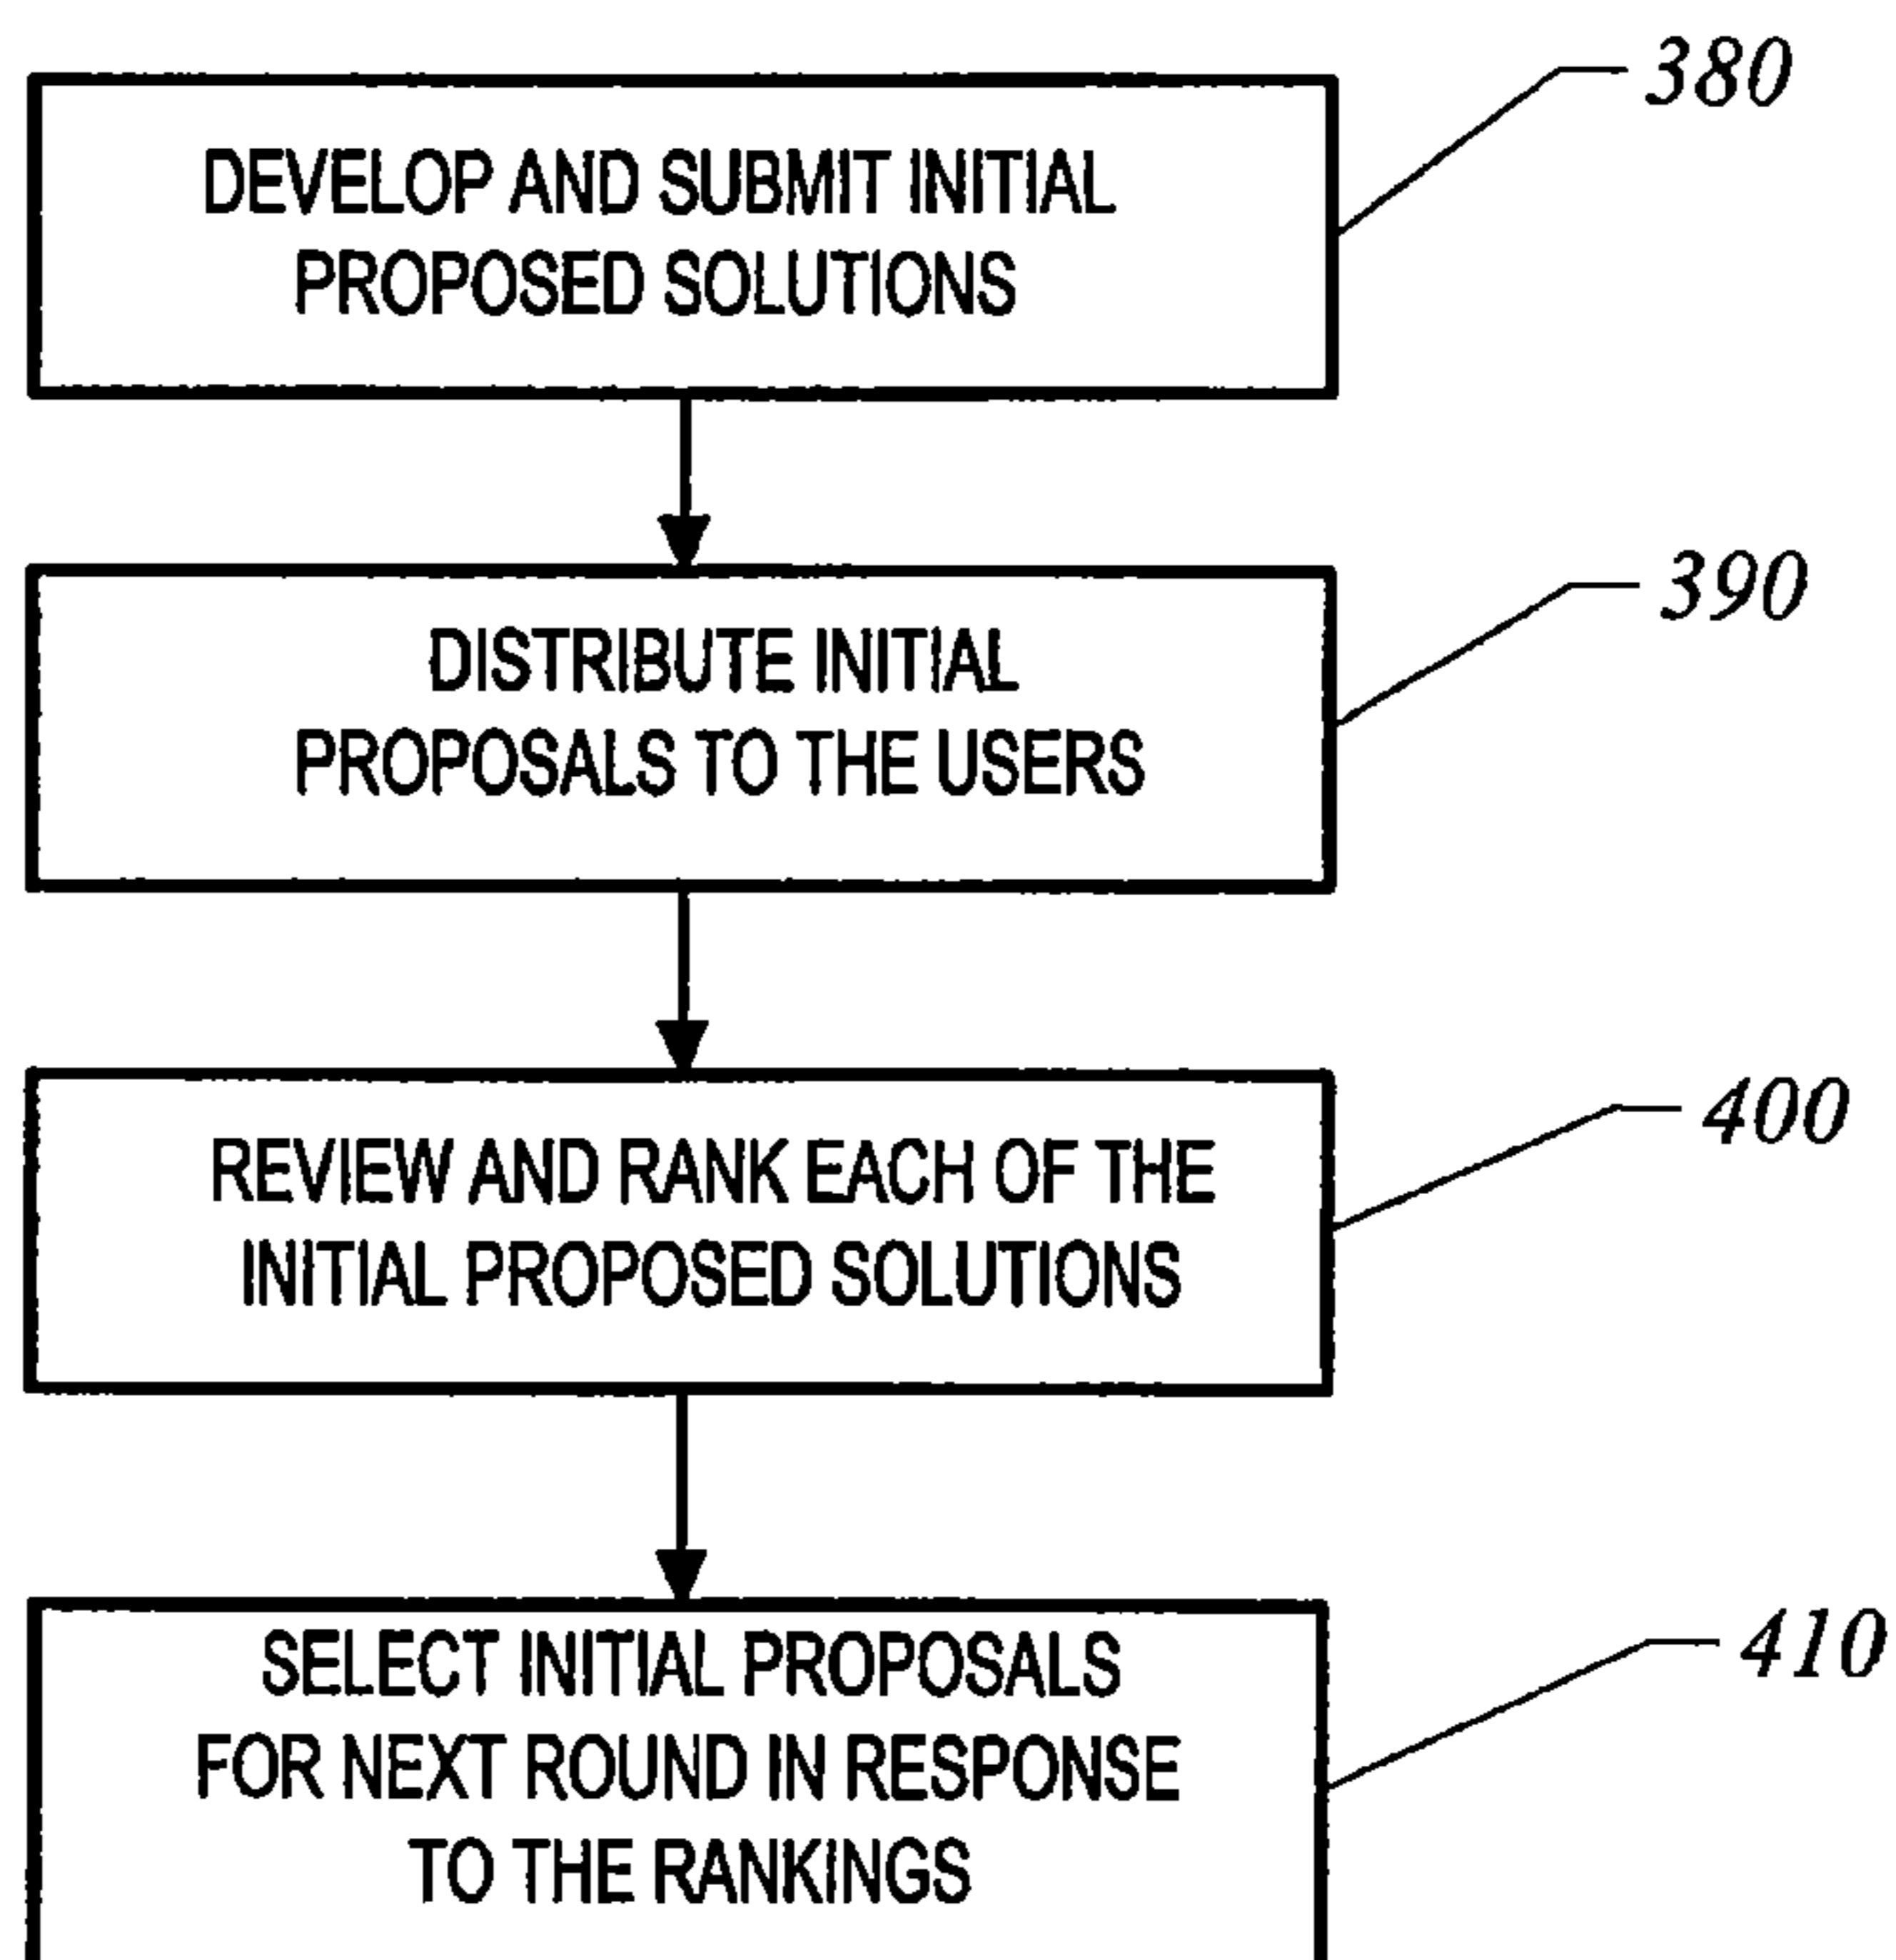 380
DEVELOP AND SUBMIT INITIAL
PROPOSED SOLUTIONS
390
DISTRIBUTE INITIAL
PROPOSALS TO THE USERS
400
REVIEW AND RANK EACH OF THE
INITIAL PROPOSED SOLUTIONS
410
SELECT INITIAL PROPOSALS
FOR NEXT ROUND IN RESPONSE
TO THE RANKINGS